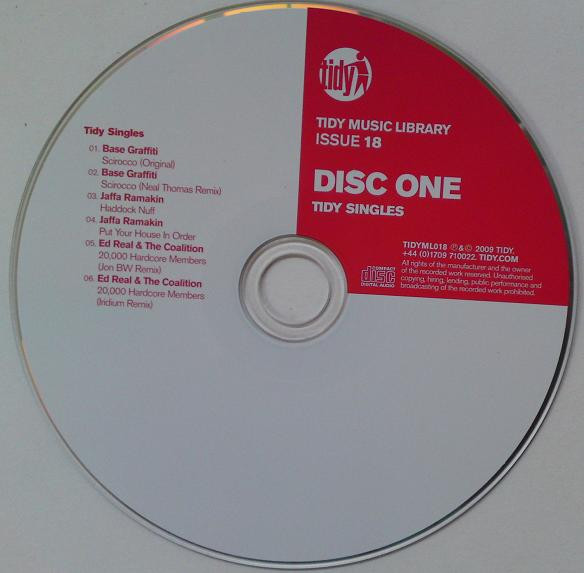 tidy
TIDY MUSIC LIBRARY
ISSUE 18
DISC ONE
TIDY SINGLES
Tidy Singles
01. Base Graffiti
Scirocco (Original)
02. Base Graffiti
Scirocco (Neal Thomas Remix)
03. Jaffa Ramakin
Haddock Nuff
04. Jaffa Ramakin
Put Your House In Order
05. Ed Real & The Coalition
20,000 Hardcore Members
(Jon BW Remix)
06. Ed Real & The Coalition
20,000 Hardcore Members
(Iridium Remix)
TIDYML018 ℗&© 2009 TIDY.
+44 (0)1709 710022. TIDY.COM
All rights of the manufacturer and the owner
of the recorded work reserved. Unauthorised
copying, hiring, lending, public performance and
broadcasting of the recorded work prohibited.
COMPACT
disc
DIGITAL AUDIO